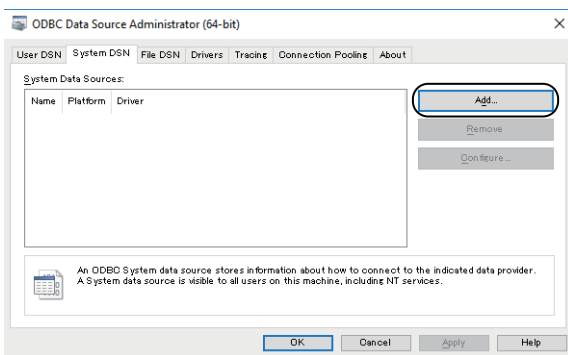 ODBC Data Source Administrator (64-bit)
User DSN System DSN File DSN Drivers Tracing Connection Pooling About
System Data Sources:
Name Platform Driver
Add...
Remove
Configure...
An ODBC System data source stores information about how to connect to the indicated data provider.
A System data source is visible to all users on this machine, including NT services.
OK Cancel Apply Help